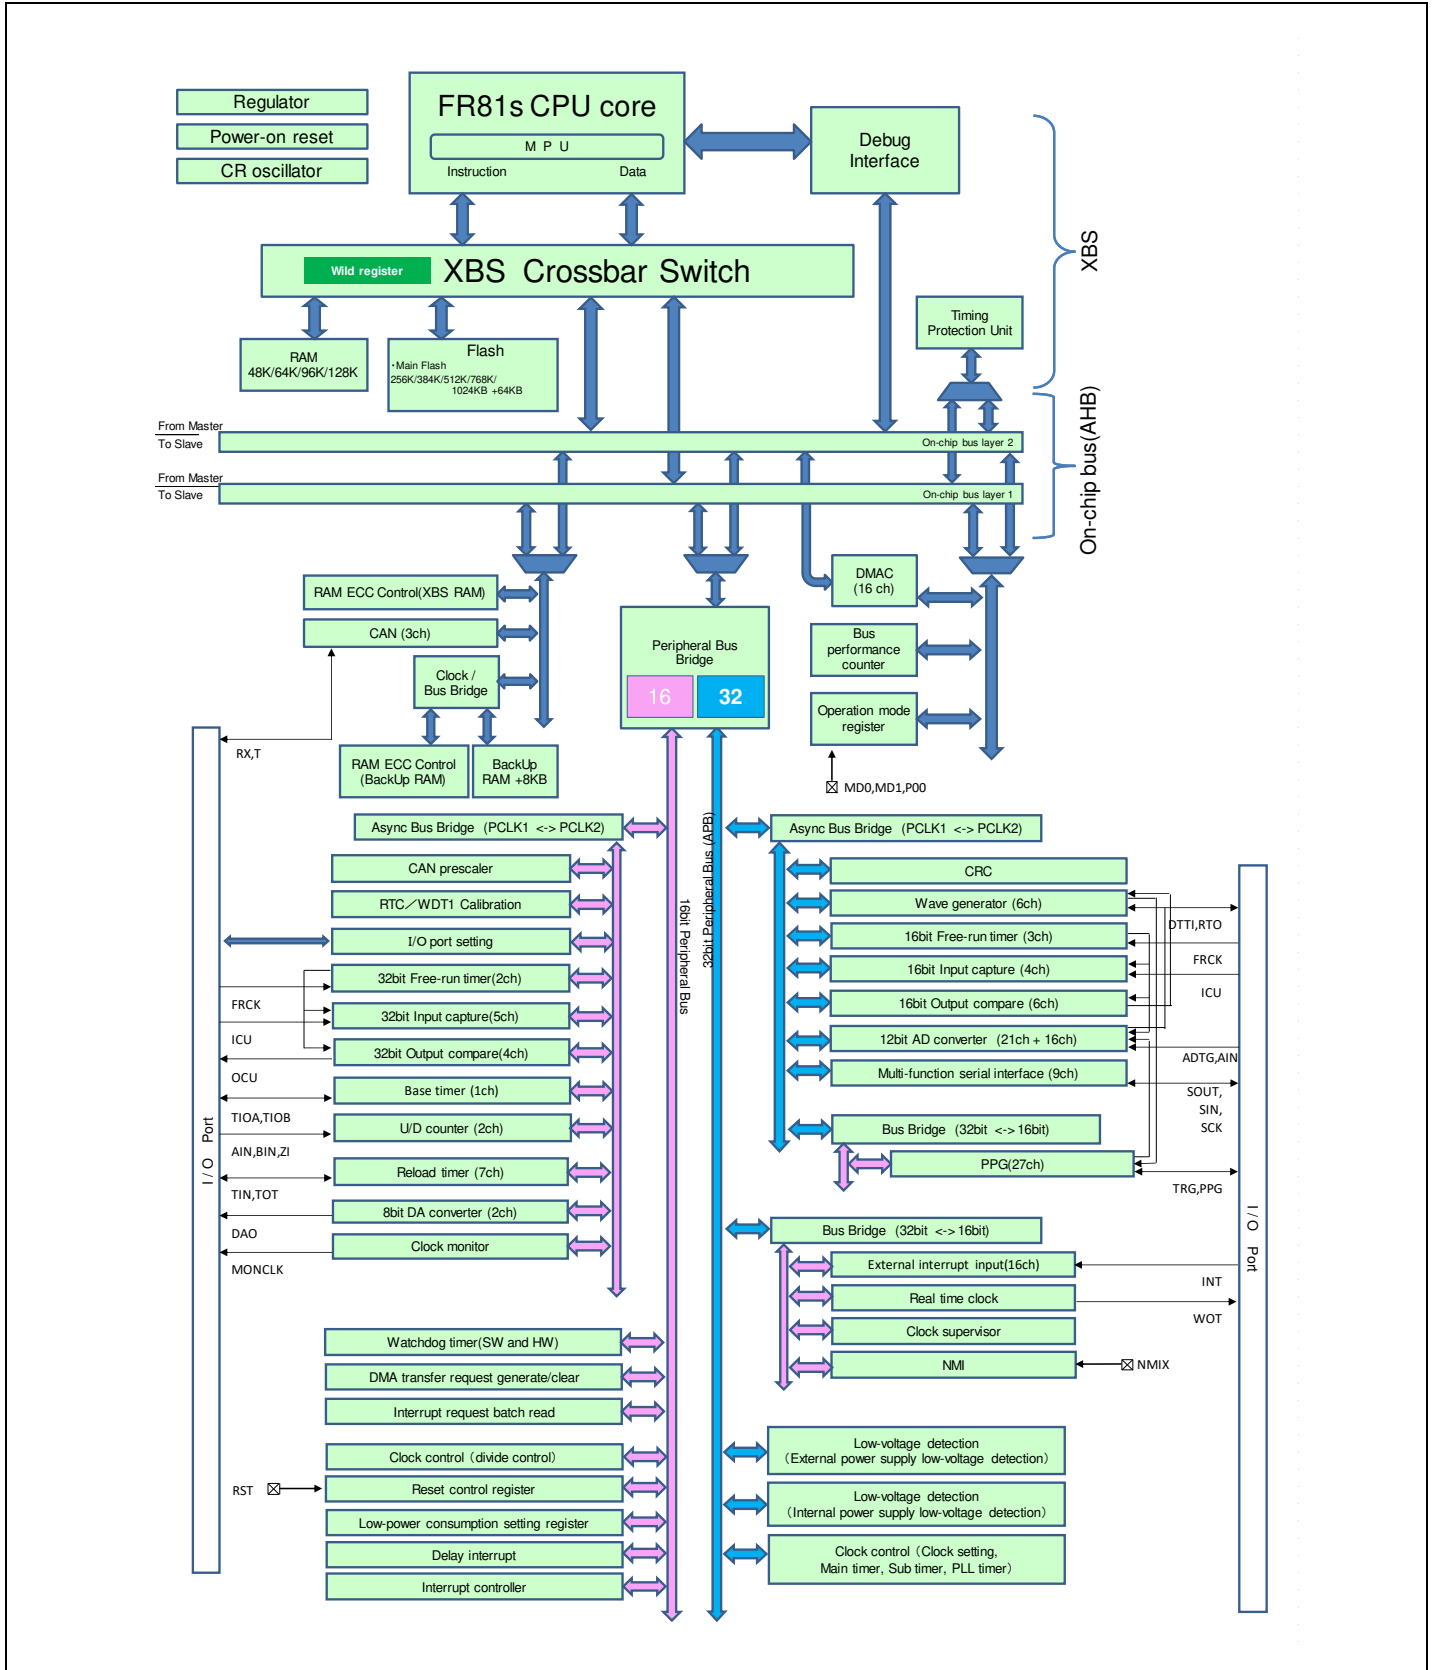 Regulator
Power-on reset
CR oscillator
FR81s CPU core
M P U
Instruction
Data
Debug
Interface
XBS
Wild register
XBS Crossbar Switch
RAM
48K/64K/96K/128K
Flash
・Main Flash
256K/384K/512K/768K/
1024KB +64KB
Timing
Protection Unit
On-chip bus(AHB)
From Master
To Slave
On-chip bus layer 2
From Master
To Slave
On-chip bus layer 1
RAM ECC Control(XBS RAM)
CAN (3ch)
Clock /
Bus Bridge
RAM ECC Control
(BackUp RAM)
BackUp
RAM +8KB
RX,T
Peripheral Bus
Bridge
16
32
DMAC
(16 ch)
Bus
performance
counter
Operation mode
register
MD0,MD1,P00
16bit Peripheral Bus
32bit Peripheral Bus (APB)
Async Bus Bridge (PCLK1 <-> PCLK2)
CAN prescaler
RTC／WDT1 Calibration
I/O port setting
32bit Free-run timer(2ch)
32bit Input capture(5ch)
32bit Output compare(4ch)
Base timer (1ch)
U/D counter (2ch)
Reload timer (7ch)
8bit DA converter (2ch)
Clock monitor
FRCK
ICU
OCU
TIOA,TIOB
AIN,BIN,ZI
TIN,TOT
DAO
MONCLK
I / O Port
Watchdog timer(SW and HW)
DMA transfer request generate/clear
Interrupt request batch read
Clock control（divide control）
Reset control register
Low-power consumption setting register
Delay interrupt
Interrupt controller
RST
Async Bus Bridge (PCLK1 <-> PCLK2)
CRC
Wave generator (6ch)
16bit Free-run timer (3ch)
16bit Input capture (4ch)
16bit Output compare (6ch)
12bit AD converter (21ch + 16ch)
Multi-function serial interface (9ch)
Bus Bridge (32bit <-> 16bit)
PPG(27ch)
DTTI,RTO
FRCK
ICU
ADTG,AIN
SOUT,
SIN,
SCK
TRG,PPG
I / O Port
Bus Bridge (32bit <-> 16bit)
External interrupt input(16ch)
Real time clock
Clock supervisor
NMI
INT
WOT
NMIX
Low-voltage detection
（External power supply low-voltage detection）
Low-voltage detection
（Internal power supply low-voltage detection）
Clock control（Clock setting,
Main timer, Sub timer, PLL timer）